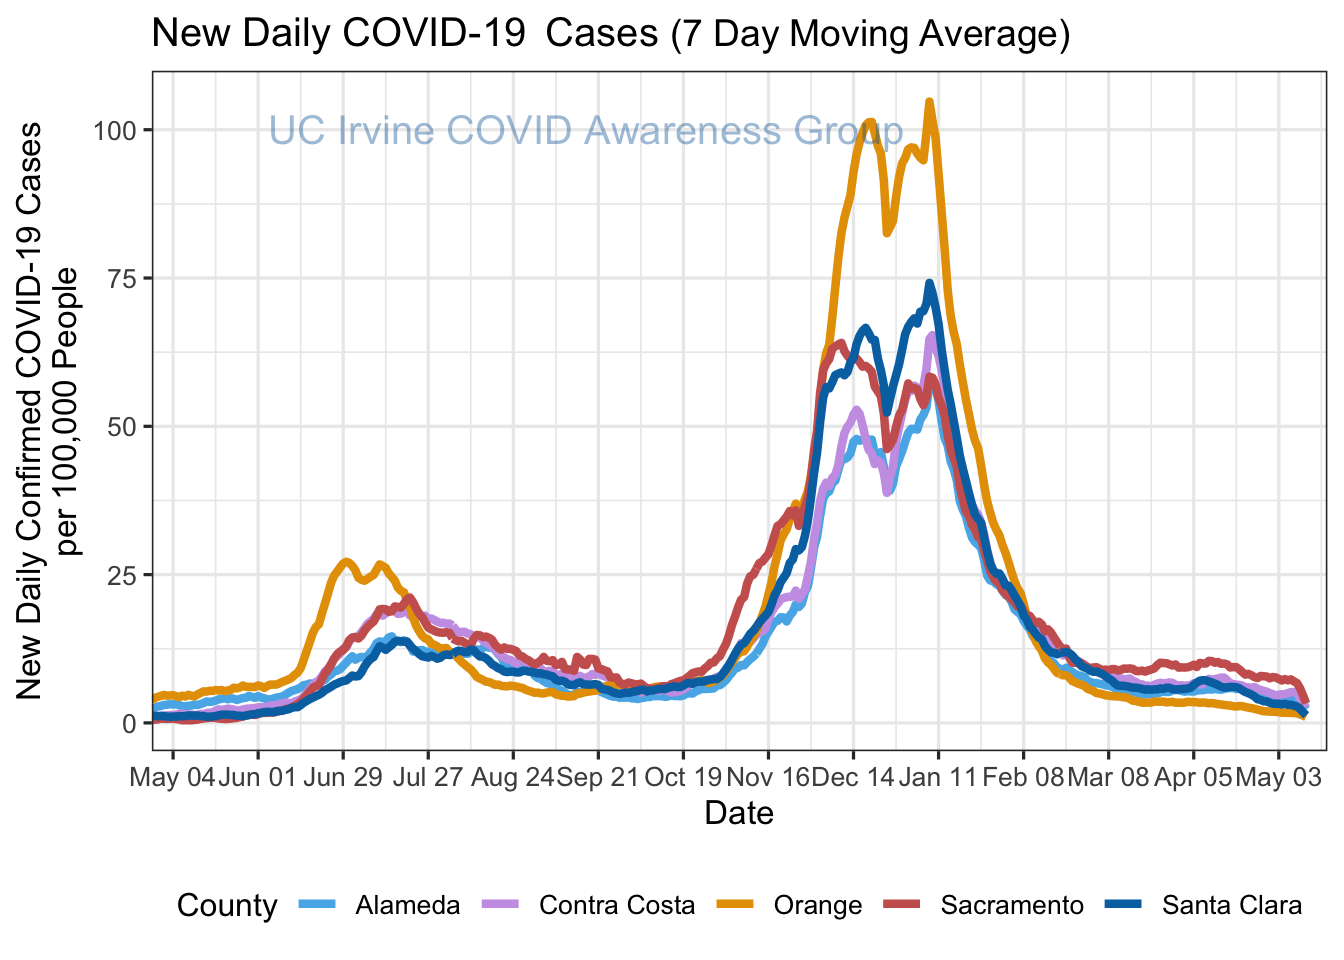 New Daily COVID-19 Cases (7 Day Moving Average)
UC Irvine COVID Awareness Group
New Daily Confirmed COVID-19 Cases
per 100,000 People
100
75
50
25
0
May 04 Jun 01 Jun 29 Jul 27 Aug 24 Sep 21 Oct 19 Nov 16 Dec 14 Jan 11 Feb 08 Mar 08 Apr 05 May 03
Date
County Alameda Contra Costa Orange Sacramento Santa Clara